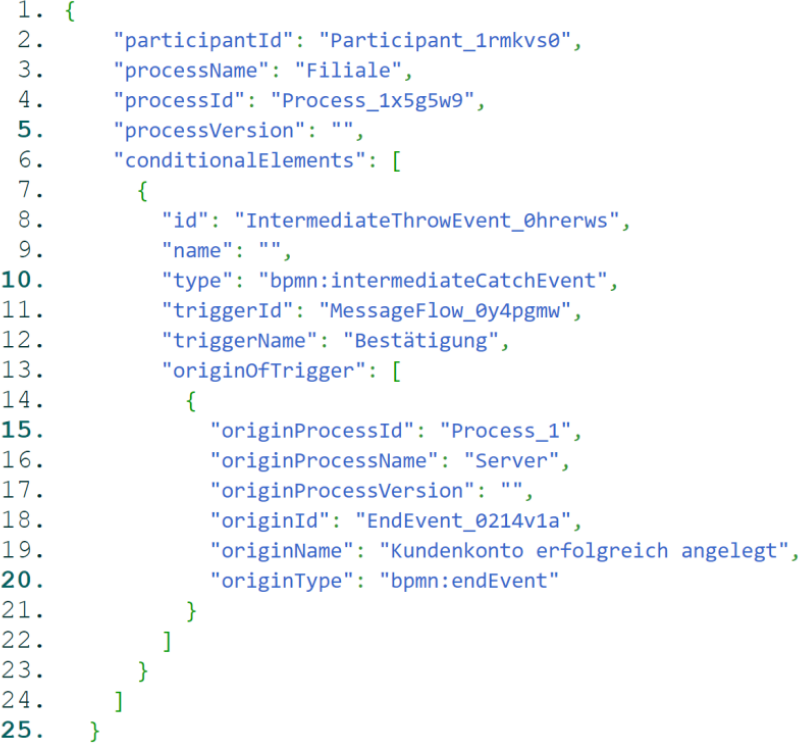 1. {
2. "participantId": "Participant_1rmkvs0",
3. "processName": "Filiale",
4. "processId": "Process_1x5g5w9",
5. "processVersion": "",
6. "conditionalElements": [
7. {
8. "id": "IntermediateThrowEvent_0hrerws",
9. "name": "",
10. "type": "bpmn:intermediateCatchEvent",
11. "triggerId": "MessageFlow_0y4pgmw",
12. "triggerName": "Bestätigung",
13. "originOfTrigger": [
14. {
15. "originProcessId": "Process_1",
16. "originProcessName": "Server",
17. "originProcessVersion": "",
18. "originId": "EndEvent_0214v1a",
19. "originName": "Kundenkonto erfolgreich angelegt",
20. "originType": "bpmn:endEvent"
21. }
22. ]
23. }
24. ]
25. }